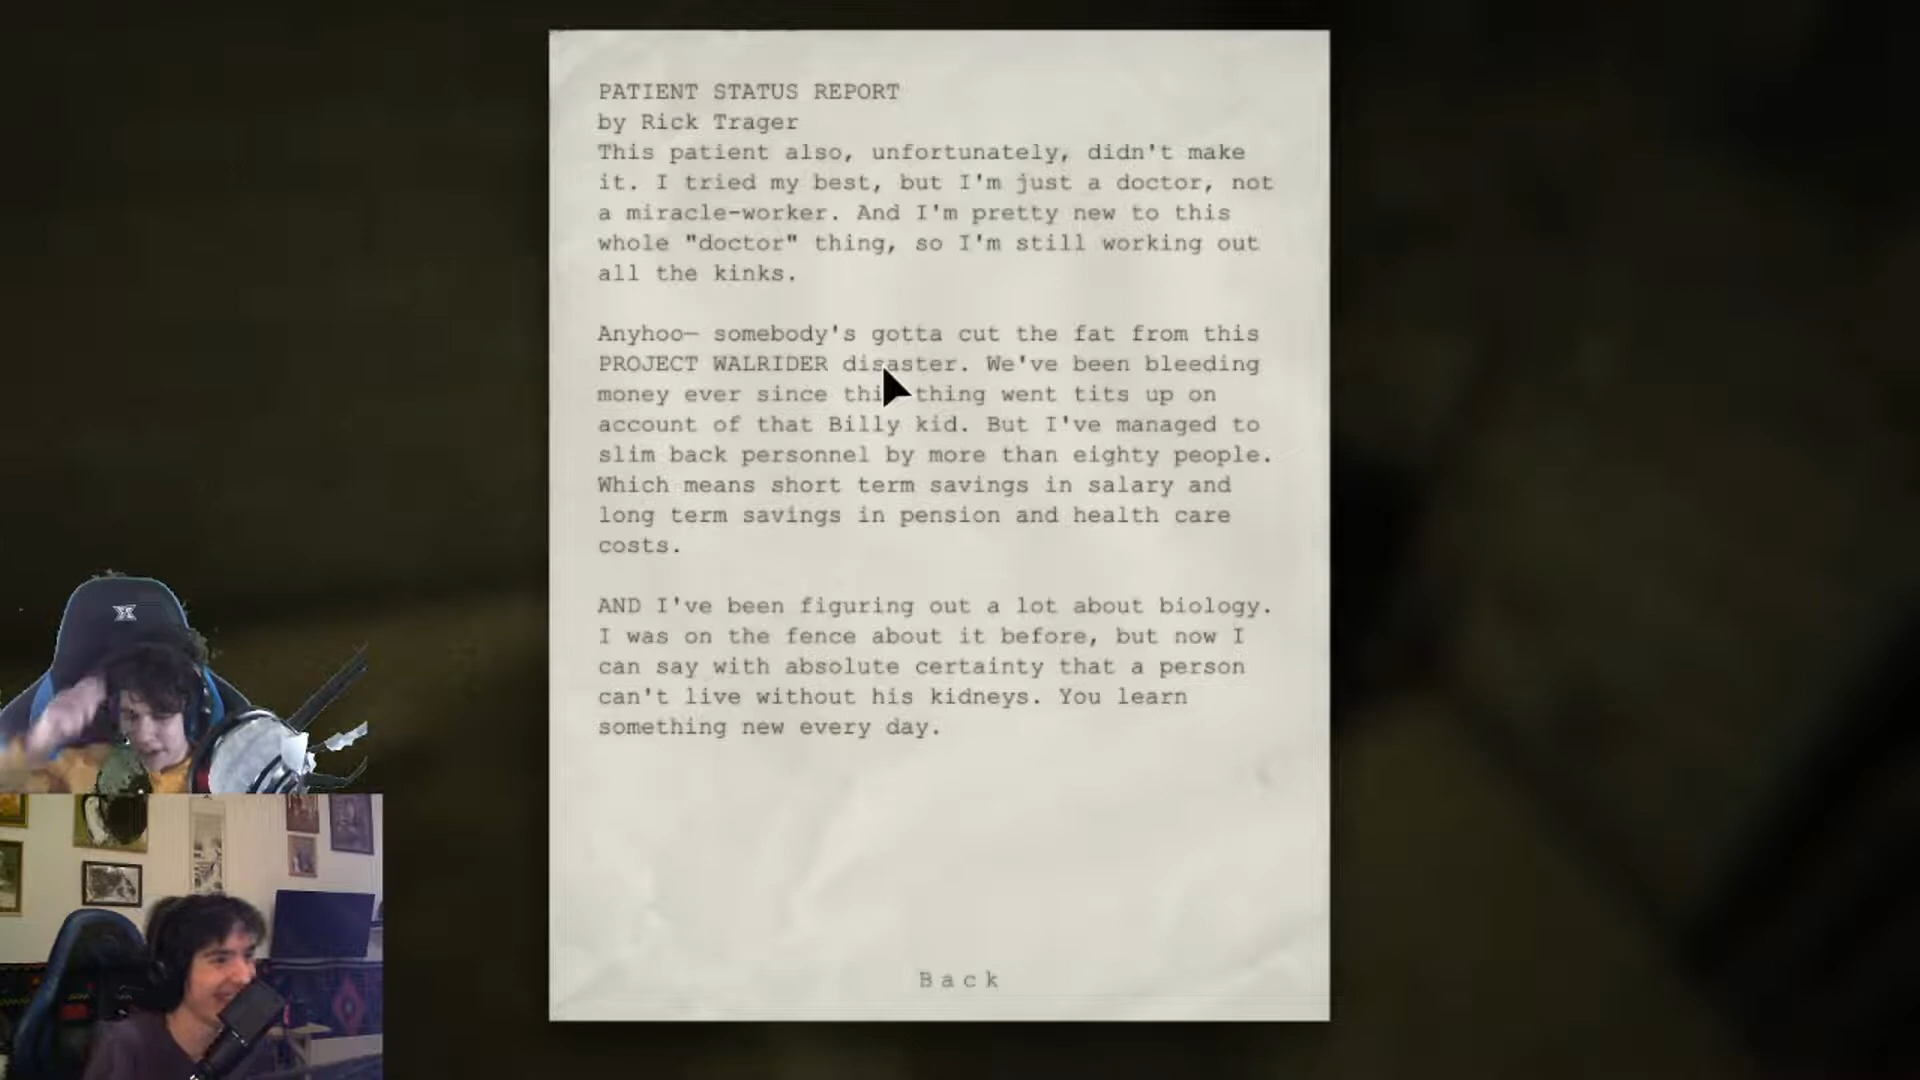 PATIENT STATUS REPORT
by Rick Trager
This patient also, unfortunately, didn't make
it. I tried my best, but I'm just a doctor, not
a miracle-worker. And I'm pretty new to this
whole "doctor" thing, so I'm still working out
all the kinks.
Anyhoo— somebody's gotta cut the fat from this
PROJECT WALRIDER disaster. We've been bleeding
money ever since this thing went tits up on
account of that Billy kid. But I've managed to
slim back personnel by more than eighty people.
Which means short term savings in salary and
long term savings in pension and health care
costs.
AND I've been figuring out a lot about biology.
I was on the fence about it before, but now I
can say with absolute certainty that a person
can't live without his kidneys. You learn
something new every day.
Back